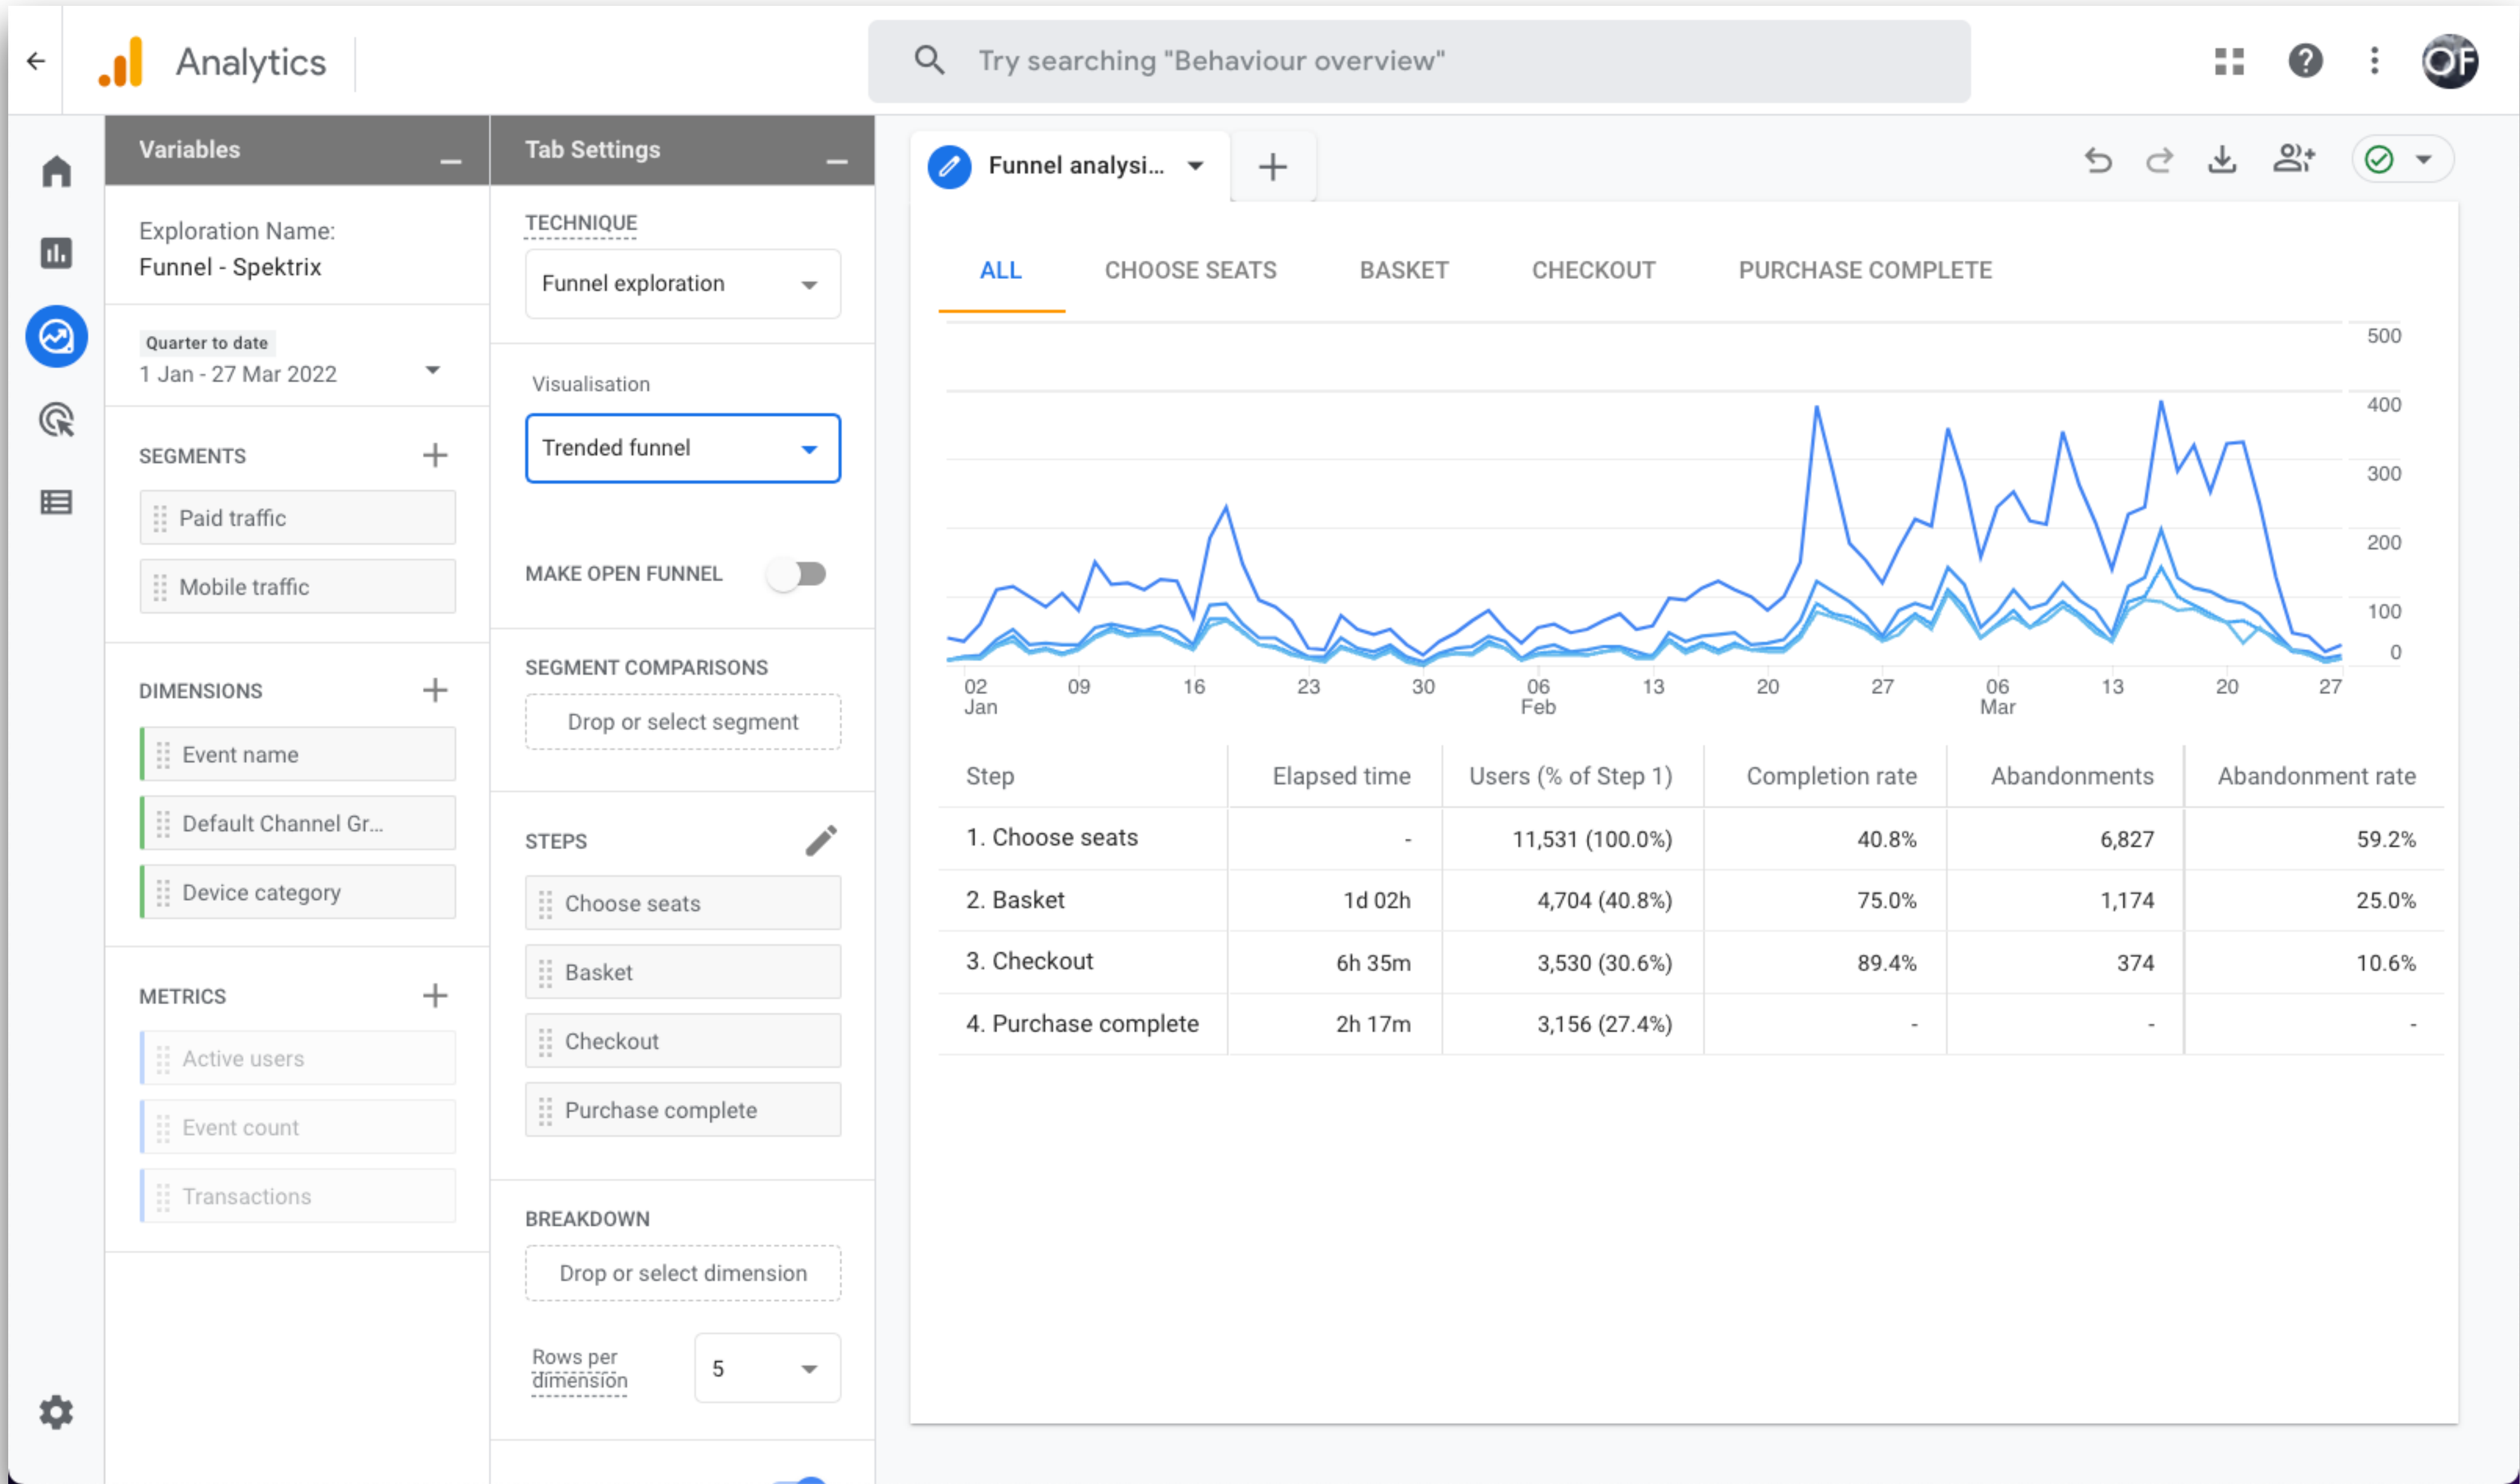 Analytics
Try searching "Behaviour overview"
OF
Variables
Exploration Name:
Funnel - Spektrix
Quarter to date
1 Jan - 27 Mar 2022
SEGMENTS
Paid traffic
Mobile traffic
DIMENSIONS
Event name
Default Channel Gr...
Device category
METRICS
Active users
Event count
Transactions
Tab Settings
TECHNIQUE
Funnel exploration
Visualisation
Trended funnel
MAKE OPEN FUNNEL
SEGMENT COMPARISONS
Drop or select segment
STEPS
Choose seats
Basket
Checkout
Purchase complete
BREAKDOWN
Drop or select dimension
Rows per
dimension
5
Funnel analysi...
ALL CHOOSE SEATS BASKET CHECKOUT PURCHASE COMPLETE
500
400
300
200
100
0
02 09 16 23 30 06 13 20 27 06 13 20 27
Jan Feb Mar
Step Elapsed time Users (% of Step 1) Completion rate Abandonments Abandonment rate
1. Choose seats - 11,531 (100.0%) 40.8% 6,827 59.2%
2. Basket 1d 02h 4,704 (40.8%) 75.0% 1,174 25.0%
3. Checkout 6h 35m 3,530 (30.6%) 89.4% 374 10.6%
4. Purchase complete 2h 17m 3,156 (27.4%) - - -